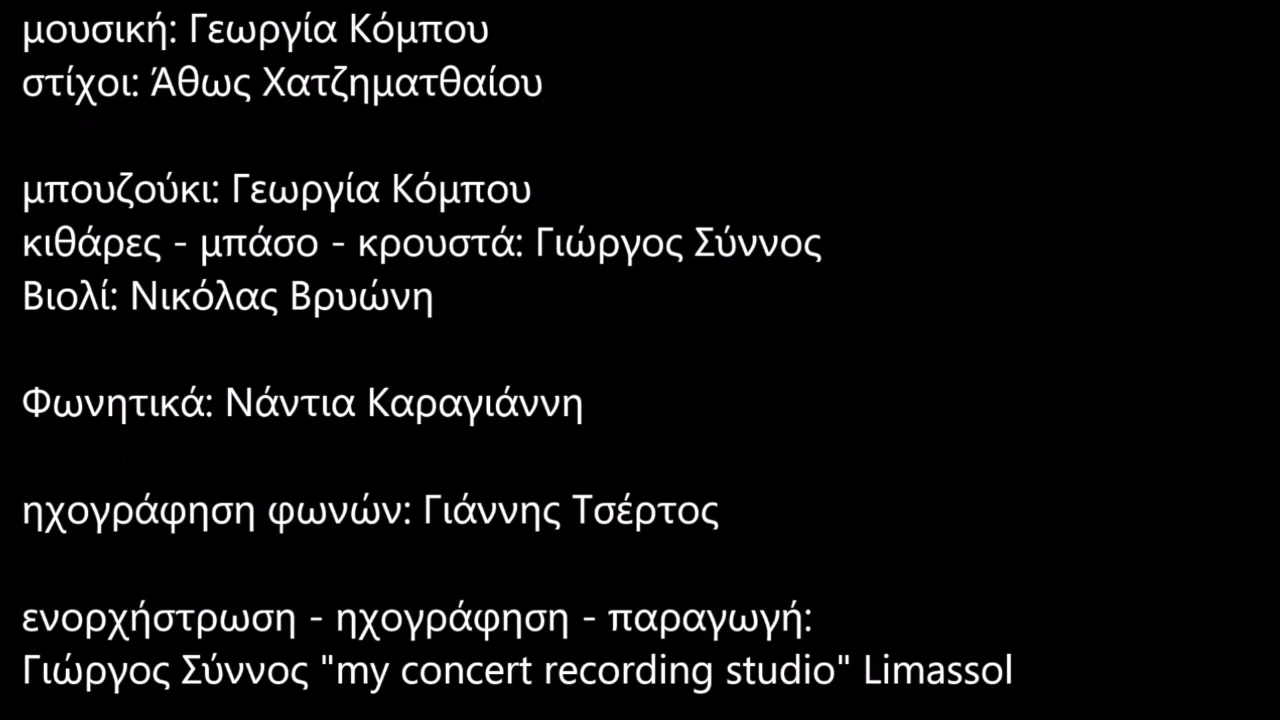 μουσική: Γεωργία Κόμπου
στίχοι: Άθως Χατζηματθαίου
μπουζούκι: Γεωργία Κόμπου
κιθάρες - μπάσο - κρουστά: Γιώργος Σύννος
Βιολί: Νικόλας Βρυώνη
Φωνητικά: Νάντια Καραγιάννη
ηχογράφηση φωνών: Γιάννης Τσέρτος
ενορχήστρωση - ηχογράφηση - παραγωγή:
Γιώργος Σύννος "my concert recording studio" Limassol